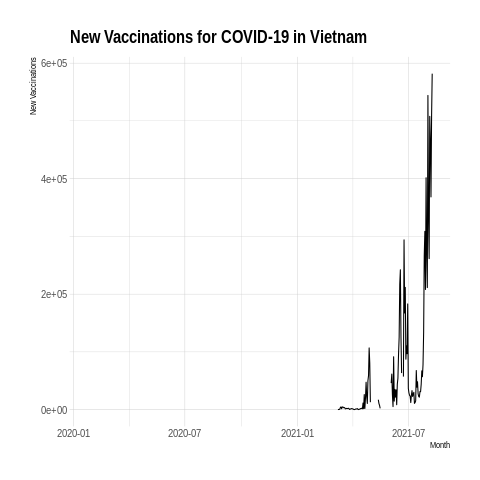 New Vaccinations for COVID-19 in Vietnam
New Vaccinations
6e+05
4e+05
2e+05
0e+00
2020-01 2020-07 2021-01 2021-07
Month